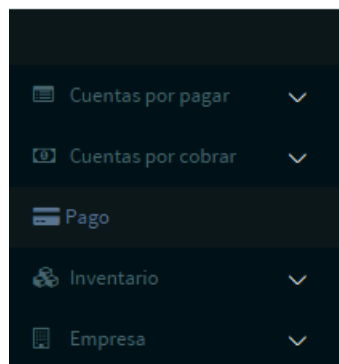 Cuentas por pagar
Cuentas por cobrar
Pago
Inventario
Empresa